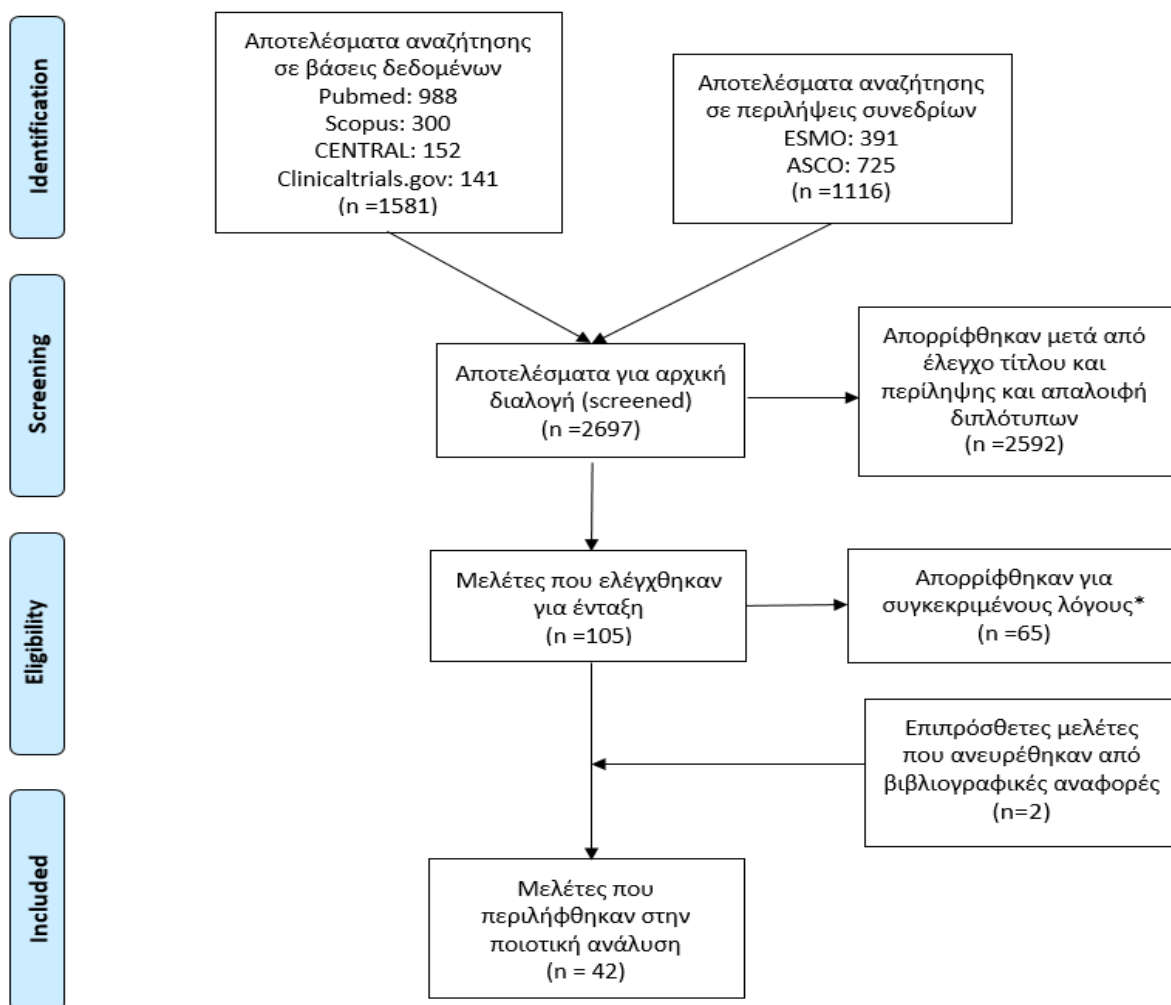 Identification
Αποτελέσματα αναζήτησης
σε βάσεις δεδομένων
Pubmed: 988
Scopus: 300
CENTRAL: 152
Clinicaltrials.gov: 141
(n =1581)
Αποτελέσματα αναζήτησης
σε περιλήψεις συνεδρίων
ESMO: 391
ASCO: 725
(n =1116)
Screening
Αποτελέσματα για αρχική
διαλογή (screened)
(n =2697)
Απορρίφθηκαν μετά από
έλεγχο τίτλου και
περίληψης και απαλοιφή
διπλότυπων
(n =2592)
Eligibility
Μελέτες που ελέγχθηκαν
για ένταξη
(n =105)
Απορρίφθηκαν για
συγκεκριμένους λόγους*
(n =65)
Επιπρόσθετες μελέτες
που ανευρέθηκαν από
βιβλιογραφικές αναφορές
(n=2)
Included
Μελέτες που
περιλήφθηκαν στην
ποιοτική ανάλυση
(n = 42)